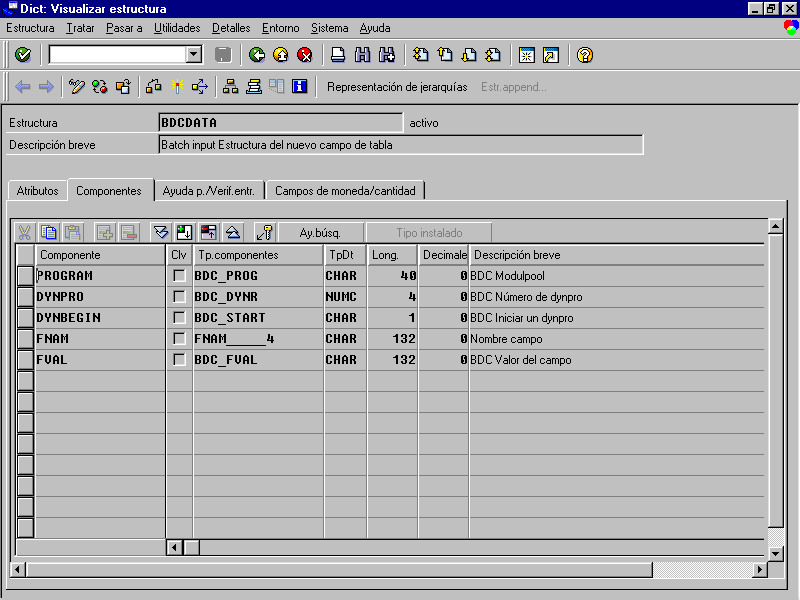 Dict: Visualizar estructura
Estructura Tratar Pasar a Utilidades Detalles Entorno Sistema Ayuda
Representación de jerarquías Estr.append...
Estructura BDCDATA activo
Descripción breve Batch input Estructura del nuevo campo de tabla
Atributos Componentes Ayuda p./Verif.entr. Campos de moneda/cantidad
Ay.búsq. Tipo instalado
Componente Clv Tp.componentes TpDt Long. Decimale Descripción breve
PROGRAM BDC_PROG CHAR 40 0 BDC Modulpool
DYNPRO BDC_DYNR NUMC 4 0 BDC Número de dynpro
DYNBEGIN BDC_START CHAR 1 0 BDC Iniciar un dynpro
FNAM FNAM_____4 CHAR 132 0 Nombre campo
FVAL BDC_FVAL CHAR 132 0 BDC Valor del campo